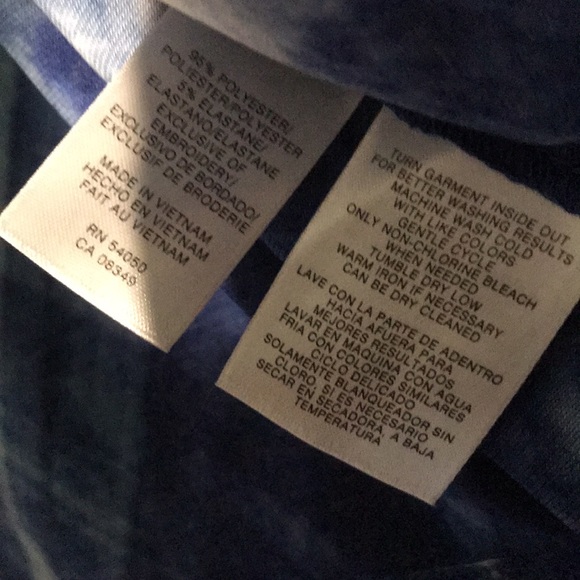 95% POLYESTER/
POLIESTER/POLYESTER
5% ELASTANE/
ELASTANO/ELASTANE
EXCLUSIVE OF
EMBROIDERY/
EXCLUSIVO DE BORDADO/
EXCLUSIF DE BRODERIE
MADE IN VIETNAM
HECHO EN VIETNAM
FAIT AU VIETNAM
RN 54050
CA 08349
TURN GARMENT INSIDE OUT
FOR BETTER WASHING RESULTS
MACHINE WASH COLD
WITH LIKE COLORS
GENTLE CYCLE
ONLY NON-CHLORINE BLEACH
WHEN NEEDED
TUMBLE DRY LOW
WARM IRON IF NECESSARY
CAN BE DRY CLEANED
LAVE CON LA PARTE DE ADENTRO
HACIA AFUERA PARA
MEJORES RESULTADOS
LAVAR EN MAQUINA CON AGUA
FRIA CON COLORES SIMILARES
CICLO DELICADO
SOLAMENTE BLANQUEADOR SIN
CLORO, SI ES NECESARIO
SECAR EN SECADORA, A BAJA
TEMPERATURA